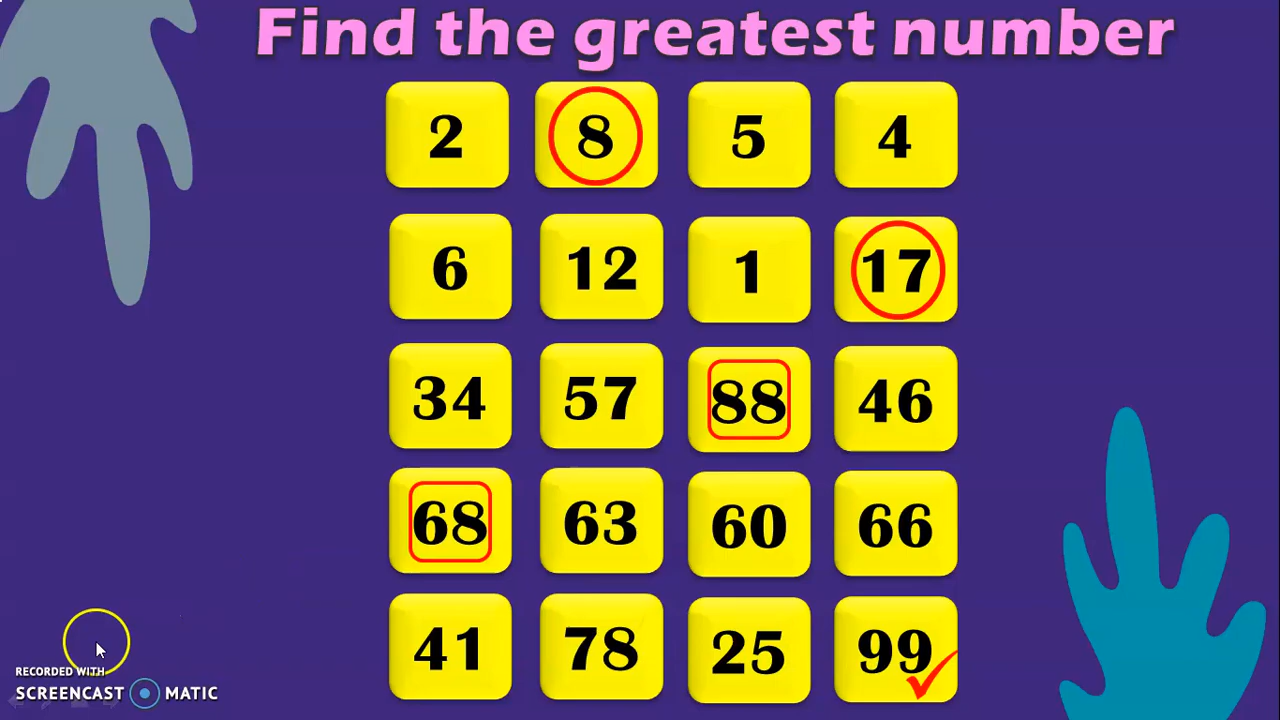 Find the greatest number
2 8 5 4
6 12 1 17
34 57 88 46
68 63 60 66
41 78 25 99
RECORDED WITH
SCREENCAST MATIC